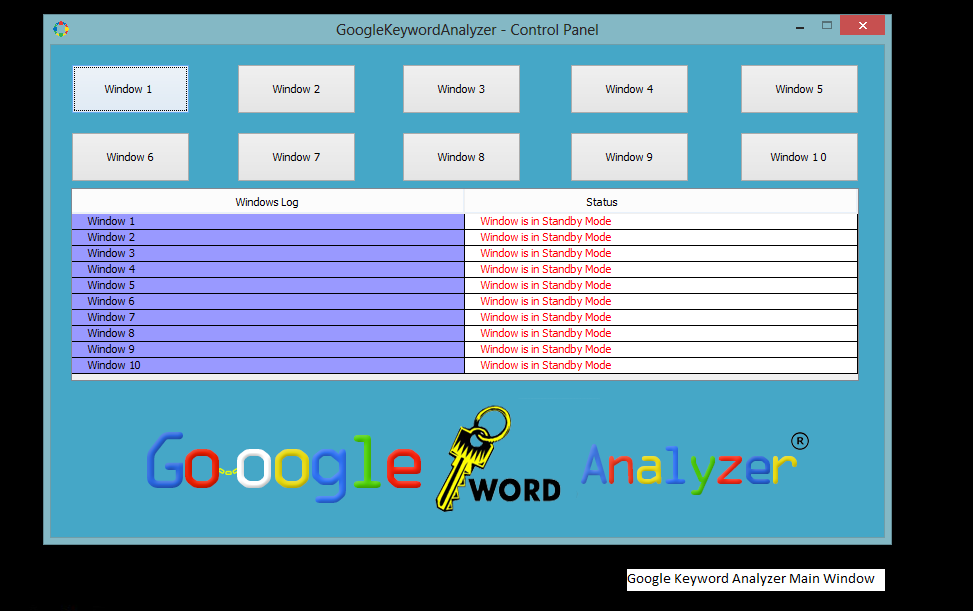 GoogleKeywordAnalyzer - Control Panel
Window 1 Window 2 Window 3 Window 4 Window 5
Window 6 Window 7 Window 8 Window 9 Window 1 0
Windows Log Status
Window 1 Window is in Standby Mode
Window 2 Window is in Standby Mode
Window 3 Window is in Standby Mode
Window 4 Window is in Standby Mode
Window 5 Window is in Standby Mode
Window 6 Window is in Standby Mode
Window 7 Window is in Standby Mode
Window 8 Window is in Standby Mode
Window 9 Window is in Standby Mode
Window 10 Window is in Standby Mode
Go-oogle WORD Analyzer ®
Google Keyword Analyzer Main Window